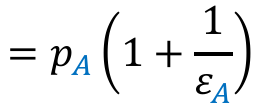 = p_A (1 + 1/ε_A)